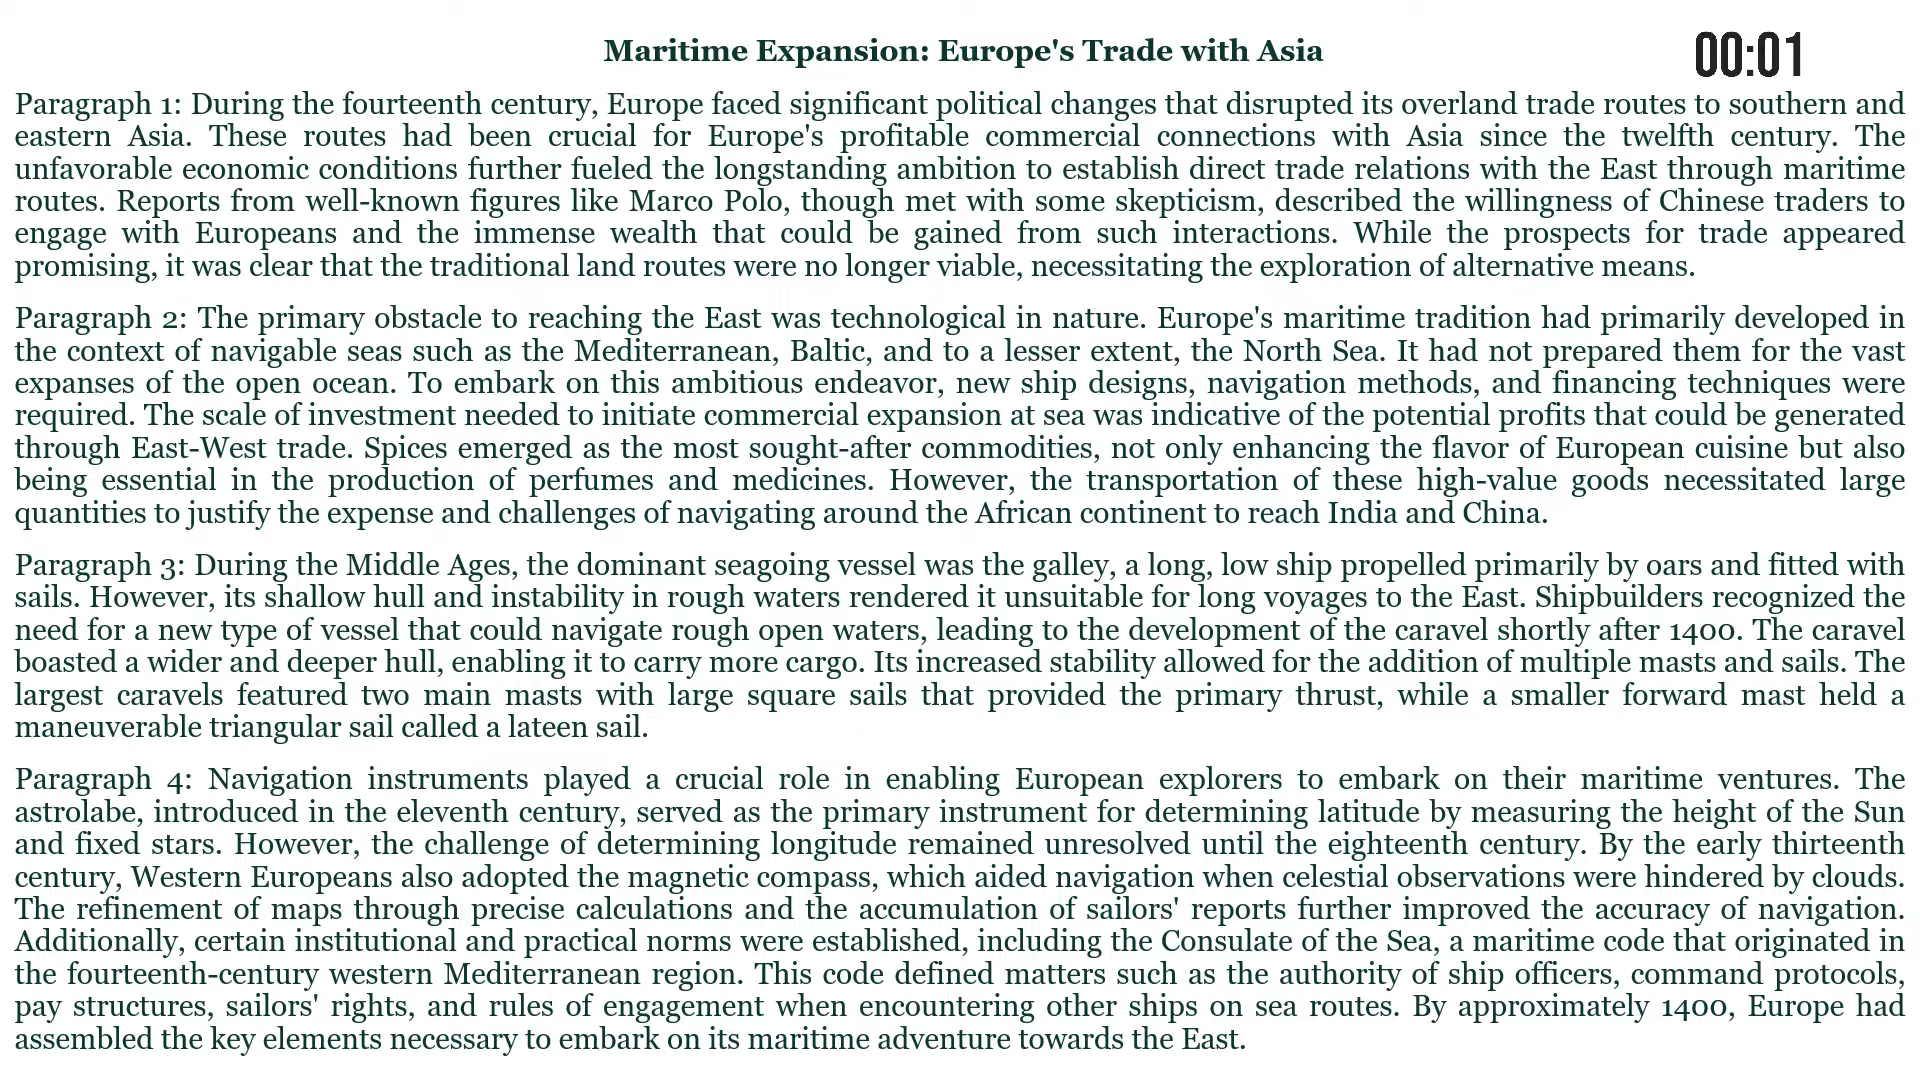 Maritime Expansion: Europe's Trade with Asia
00:01
Paragraph 1: During the fourteenth century, Europe faced significant political changes that disrupted its overland trade routes to southern and
eastern Asia. These routes had been crucial for Europe's profitable commercial connections with Asia since the twelfth century. The
unfavorable economic conditions further fueled the longstanding ambition to establish direct trade relations with the East through maritime
routes. Reports from well-known figures like Marco Polo, though met with some skepticism, described the willingness of Chinese traders to
engage with Europeans and the immense wealth that could be gained from such interactions. While the prospects for trade appeared
promising, it was clear that the traditional land routes were no longer viable, necessitating the exploration of alternative means.
Paragraph 2: The primary obstacle to reaching the East was technological in nature. Europe's maritime tradition had primarily developed in
the context of navigable seas such as the Mediterranean, Baltic, and to a lesser extent, the North Sea. It had not prepared them for the vast
expanses of the open ocean. To embark on this ambitious endeavor, new ship designs, navigation methods, and financing techniques were
required. The scale of investment needed to initiate commercial expansion at sea was indicative of the potential profits that could be generated
through East-West trade. Spices emerged as the most sought-after commodities, not only enhancing the flavor of European cuisine but also
being essential in the production of perfumes and medicines. However, the transportation of these high-value goods necessitated large
quantities to justify the expense and challenges of navigating around the African continent to reach India and China.
Paragraph 3: During the Middle Ages, the dominant seagoing vessel was the galley, a long, low ship propelled primarily by oars and fitted with
sails. However, its shallow hull and instability in rough waters rendered it unsuitable for long voyages to the East. Shipbuilders recognized the
need for a new type of vessel that could navigate rough open waters, leading to the development of the caravel shortly after 1400. The caravel
boasted a wider and deeper hull, enabling it to carry more cargo. Its increased stability allowed for the addition of multiple masts and sails. The
largest caravels featured two main masts with large square sails that provided the primary thrust, while a smaller forward mast held a
maneuverable triangular sail called a lateen sail.
Paragraph 4: Navigation instruments played a crucial role in enabling European explorers to embark on their maritime ventures. The
astrolabe, introduced in the eleventh century, served as the primary instrument for determining latitude by measuring the height of the Sun
and fixed stars. However, the challenge of determining longitude remained unresolved until the eighteenth century. By the early thirteenth
century, Western Europeans also adopted the magnetic compass, which aided navigation when celestial observations were hindered by clouds.
The refinement of maps through precise calculations and the accumulation of sailors' reports further improved the accuracy of navigation.
Additionally, certain institutional and practical norms were established, including the Consulate of the Sea, a maritime code that originated in
the fourteenth-century western Mediterranean region. This code defined matters such as the authority of ship officers, command protocols,
pay structures, sailors' rights, and rules of engagement when encountering other ships on sea routes. By approximately 1400, Europe had
assembled the key elements necessary to embark on its maritime adventure towards the East.